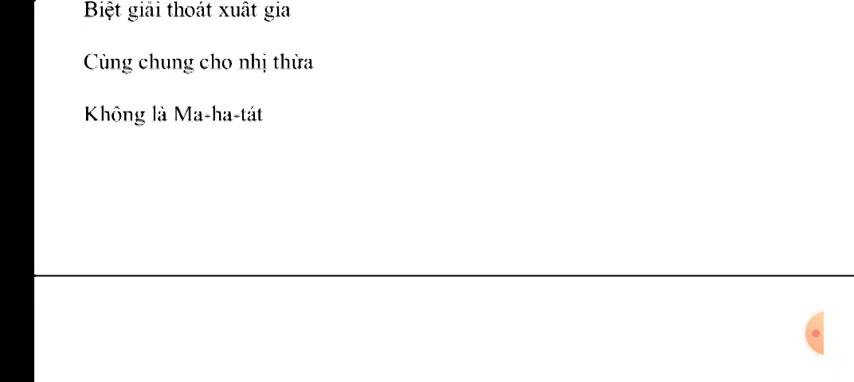 Biệt giải thoát xuất gia
Cùng chung cho nhị thừa
Không là Ma-ha-tát